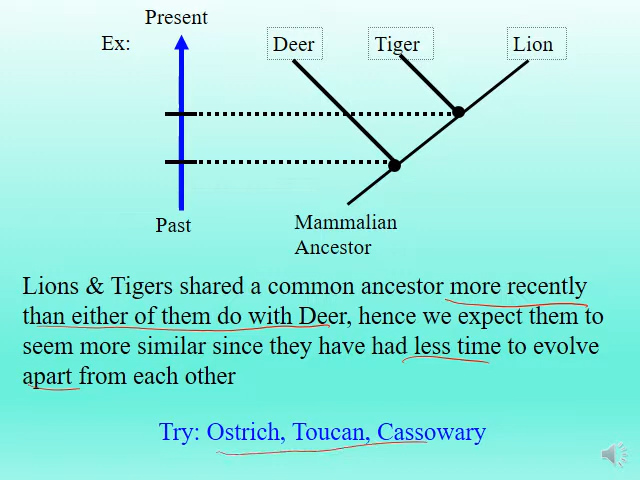 Present
Ex:
Deer
Tiger
Lion
Past
Mammalian
Ancestor
Lions & Tigers shared a common ancestor more recently
than either of them do with Deer, hence we expect them to
seem more similar since they have had less time to evolve
apart from each other
Try: Ostrich, Toucan, Cassowary